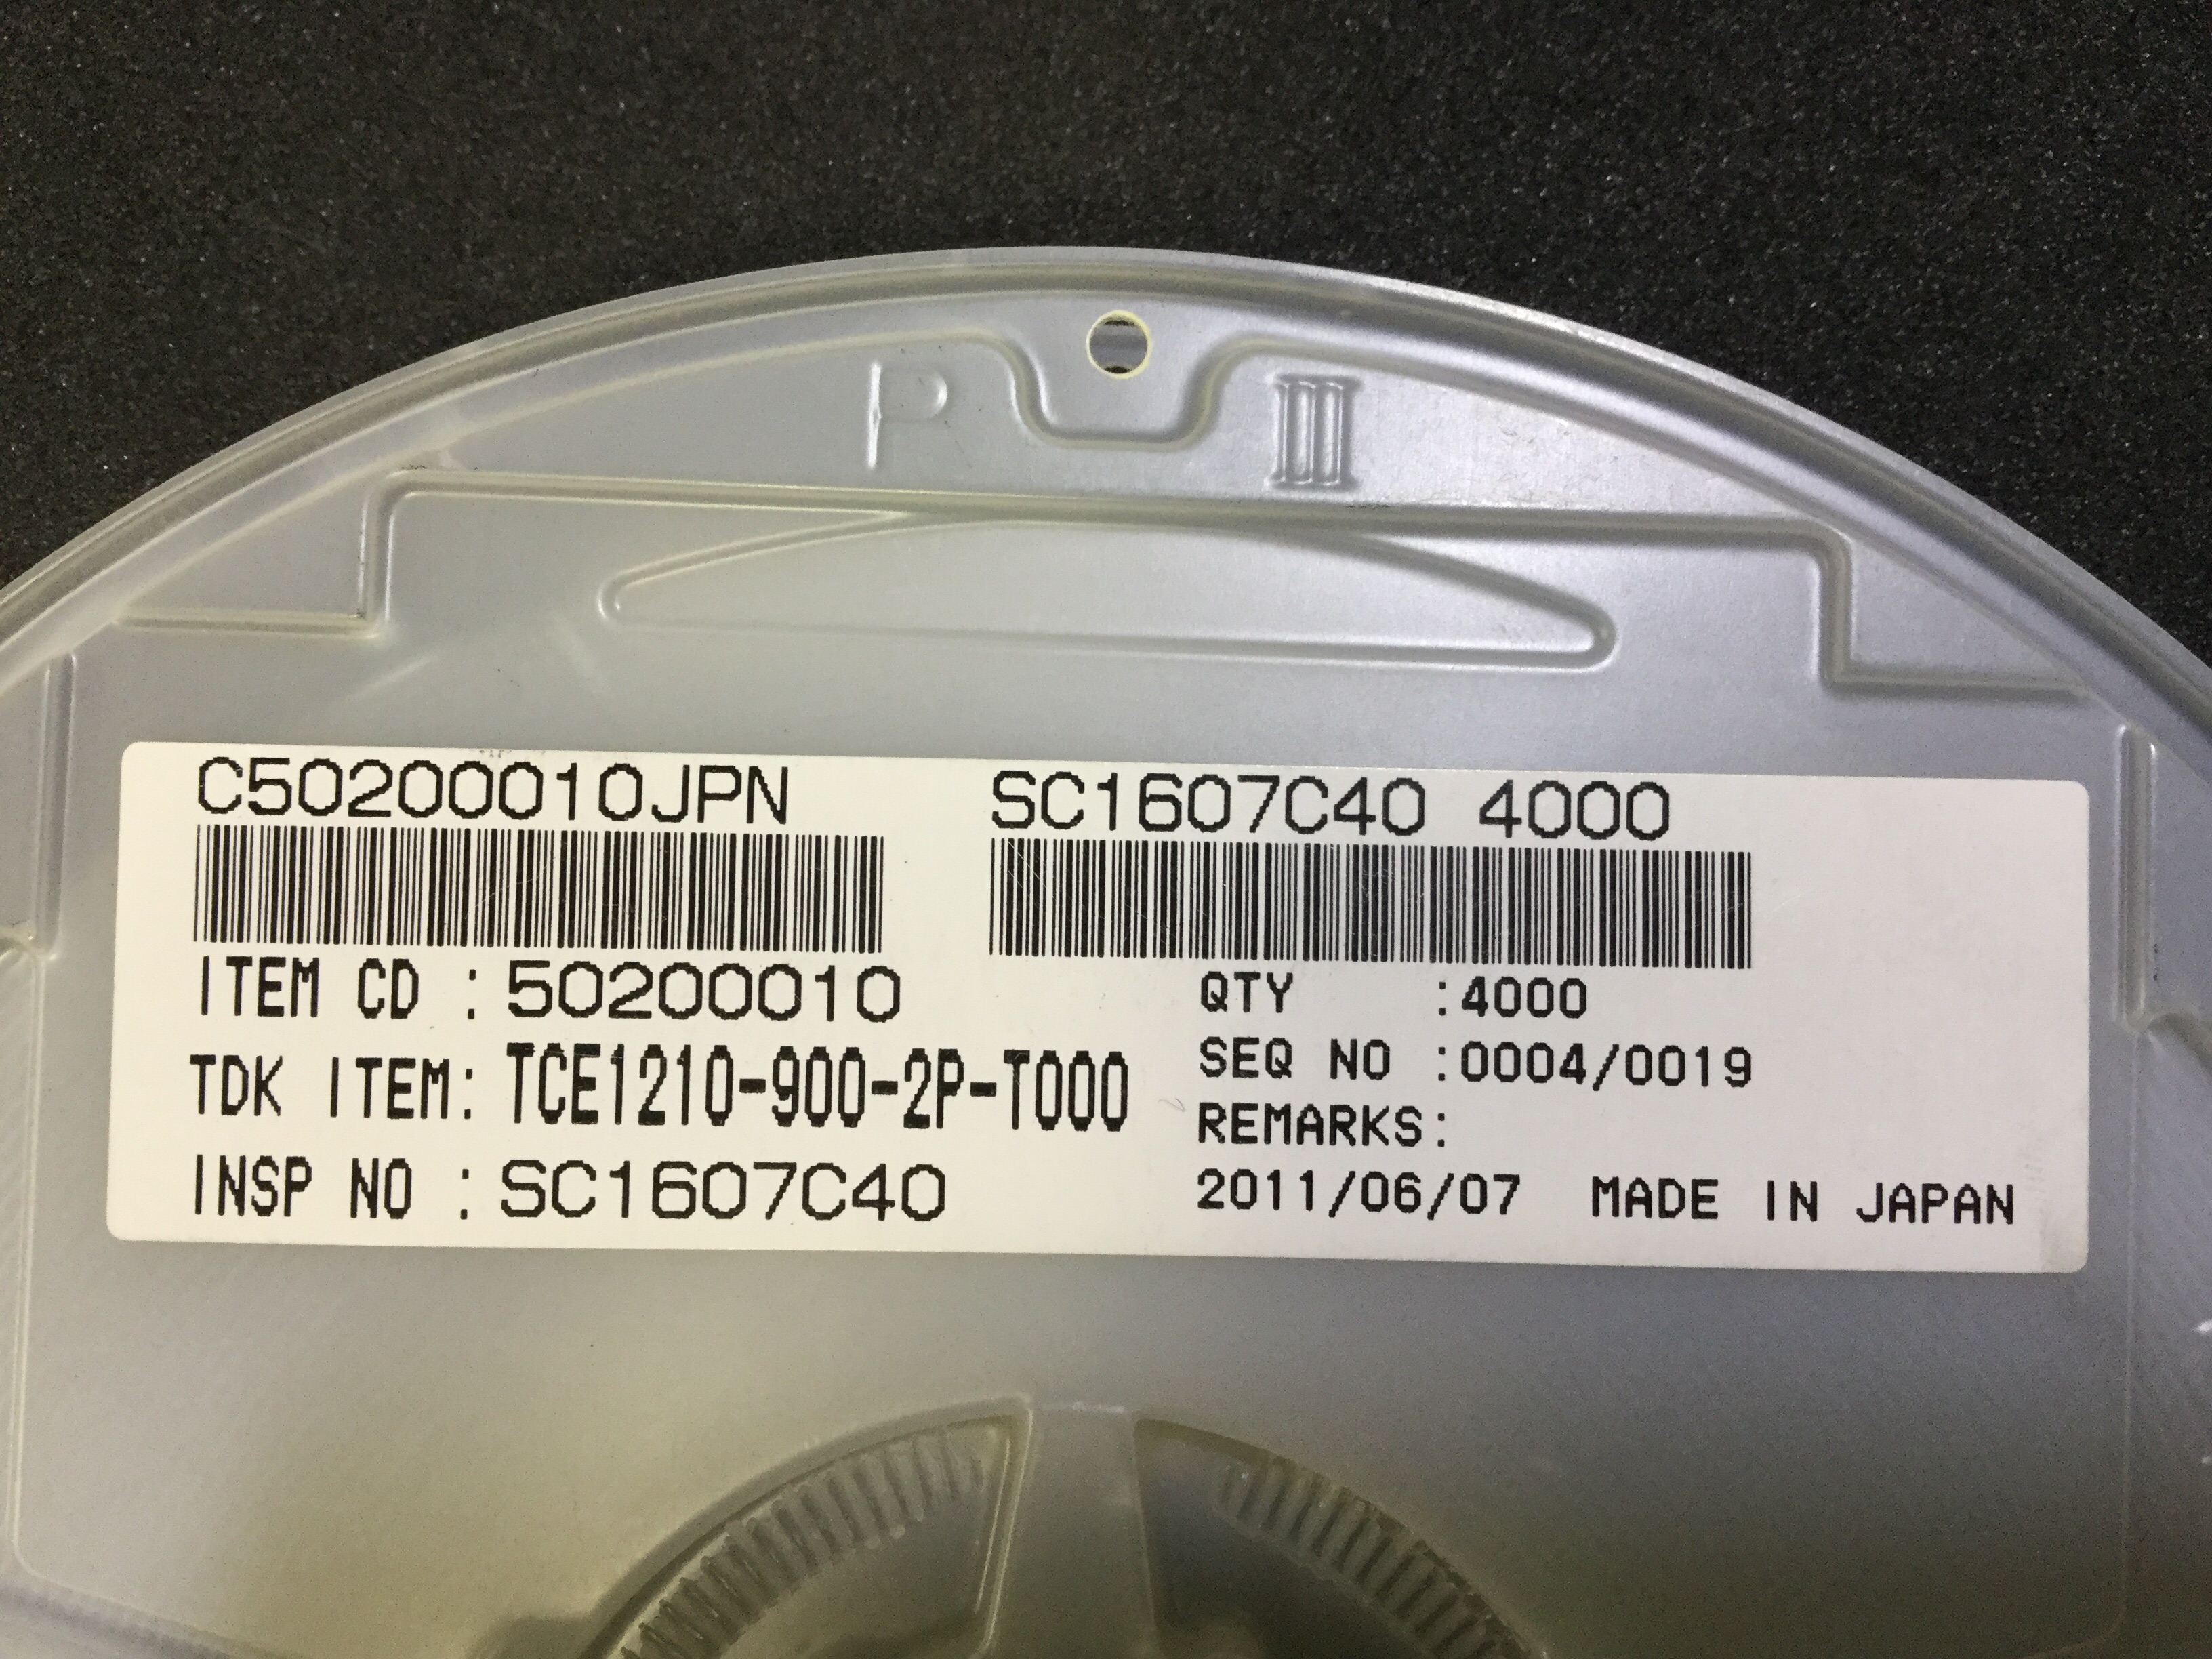 P III
C50200010JPN SC1607C40 4000
ITEM CD : 50200010
TDK ITEM: TCE1210-900-2P-T000
INSP NO : SC1607C40
QTY :4000
SEQ NO :0004/0019
REMARKS:
2011/06/07 MADE IN JAPAN